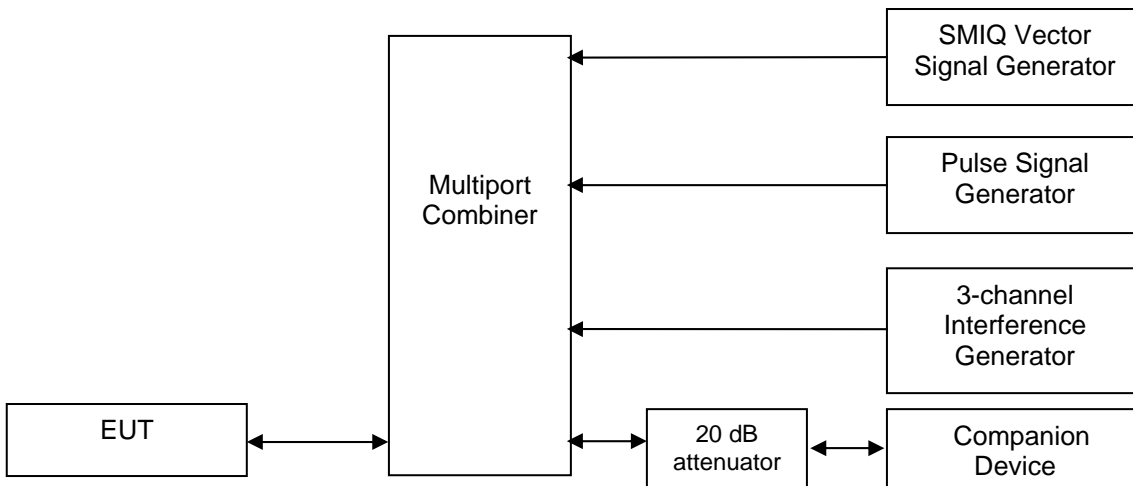 SMIQ Vector
Signal Generator
Pulse Signal
Generator
Multiport
Combiner
3-channel
Interference
Generator
EUT
20 dB
attenuator
Companion
Device